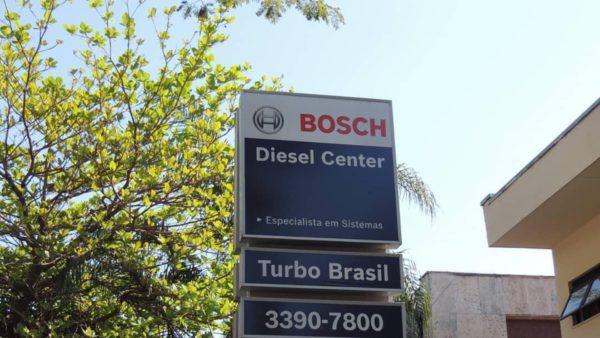 BOSCH
Diesel Center
Especialista em Sistemas
Turbo Brasil
3390-7800